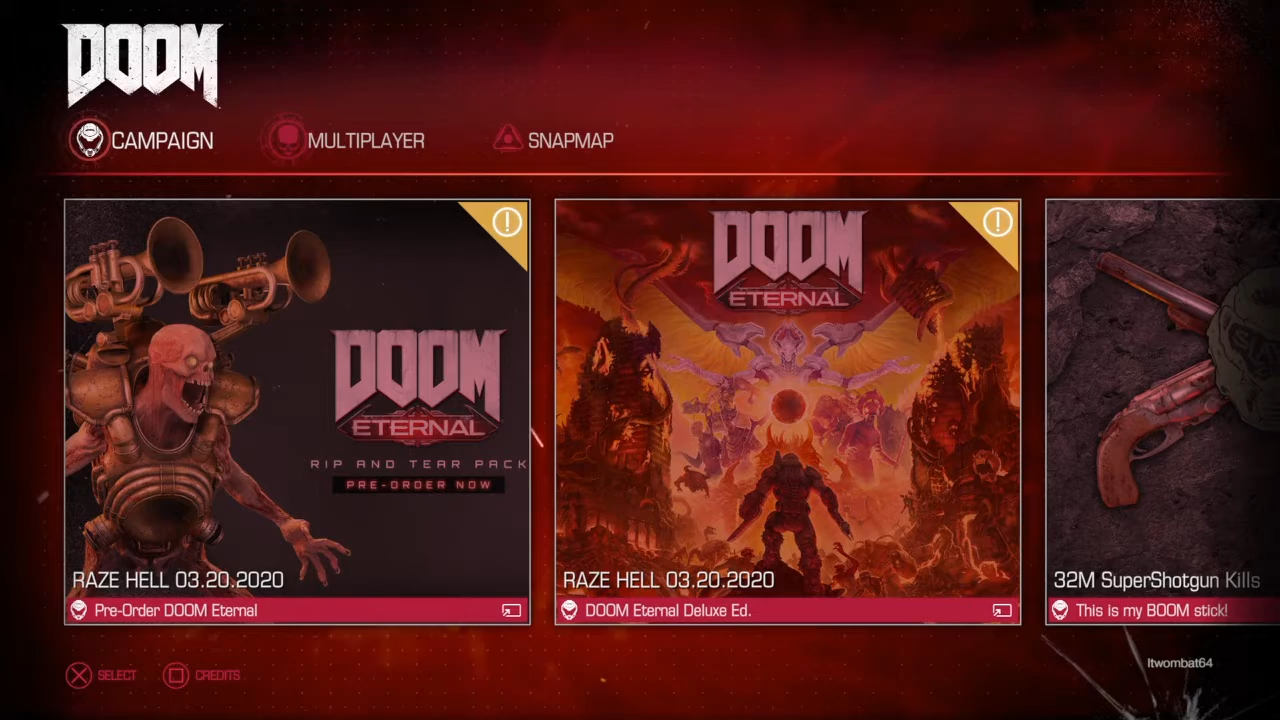 DOOM
CAMPAIGN
MULTIPLAYER
SNAPMAP
DOOM
ETERNAL
RIP AND TEAR PACK
PRE-ORDER NOW
RAZE HELL 03.20.2020
Pre-Order DOOM Eternal
DOOM
ETERNAL
RAZE HELL 03.20.2020
DOOM Eternal Deluxe Ed.
32M SuperShotgun Kills
This is my BOOM stick!
SELECT
CREDITS
Itwombat64